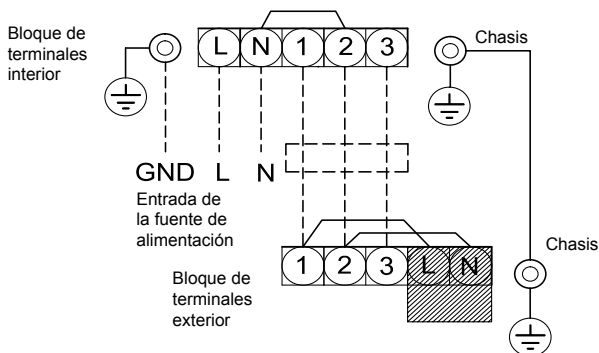 Bloque de
terminales
interior
L N 1 2 3
Chasis
GND L N
Entrada de
la fuente de
alimentación
1 2 3 L N
Chasis
Bloque de
terminales
exterior